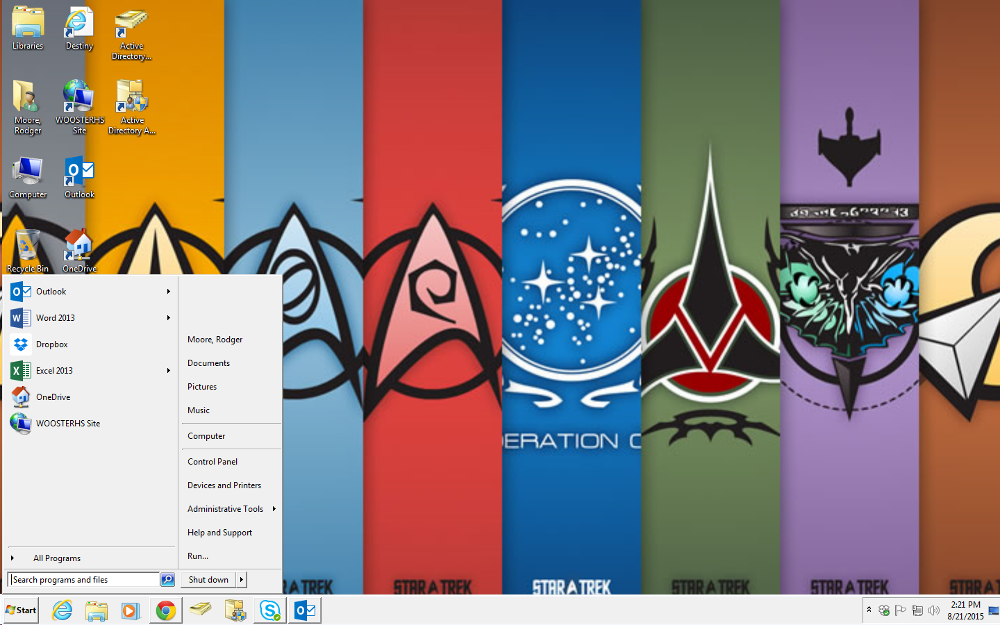 Libraries
Destiny
Active
Directory...
Moore,
Rodger
WOOSTERHS
Site
Active
Directory A...
Computer
Outlook
Recycle Bin
OneDrive
Outlook
Word 2013
Dropbox
Excel 2013
OneDrive
WOOSTERHS Site
All Programs
Search programs and files
Moore, Rodger
Documents
Pictures
Music
Computer
Control Panel
Devices and Printers
Administrative Tools
Help and Support
Run...
Shut down
DERATION O
TREK
STAR TREK
STAR TREK
STAR TREK
STAR TREK
STAR
Start
2:21 PM
8/21/2015